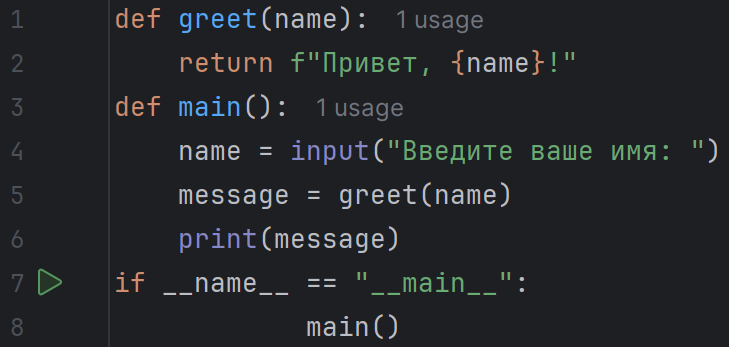 1 def greet(name): 1 usage
2     return f"Привет, {name}!"
3 def main(): 1 usage
4     name = input("Введите ваше имя: ")
5     message = greet(name)
6     print(message)
7 if __name__ == "__main__":
8             main()